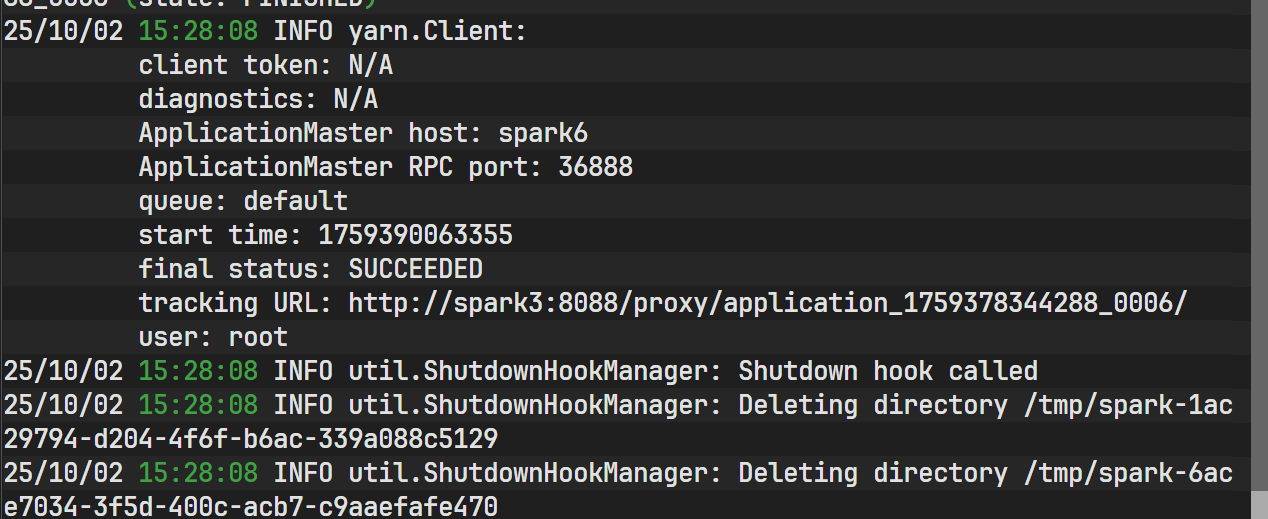 (state: FINISHED)
25/10/02 15:28:08 INFO yarn.Client:
client token: N/A
diagnostics: N/A
ApplicationMaster host: spark6
ApplicationMaster RPC port: 36888
queue: default
start time: 1759390063355
final status: SUCCEEDED
tracking URL: http://spark3:8088/proxy/application_1759378344288_0006/
user: root
25/10/02 15:28:08 INFO util.ShutdownHookManager: Shutdown hook called
25/10/02 15:28:08 INFO util.ShutdownHookManager: Deleting directory /tmp/spark-1ac
29794-d204-4f6f-b6ac-339a088c5129
25/10/02 15:28:08 INFO util.ShutdownHookManager: Deleting directory /tmp/spark-6ac
e7034-3f5d-400c-acb7-c9aaefafe470